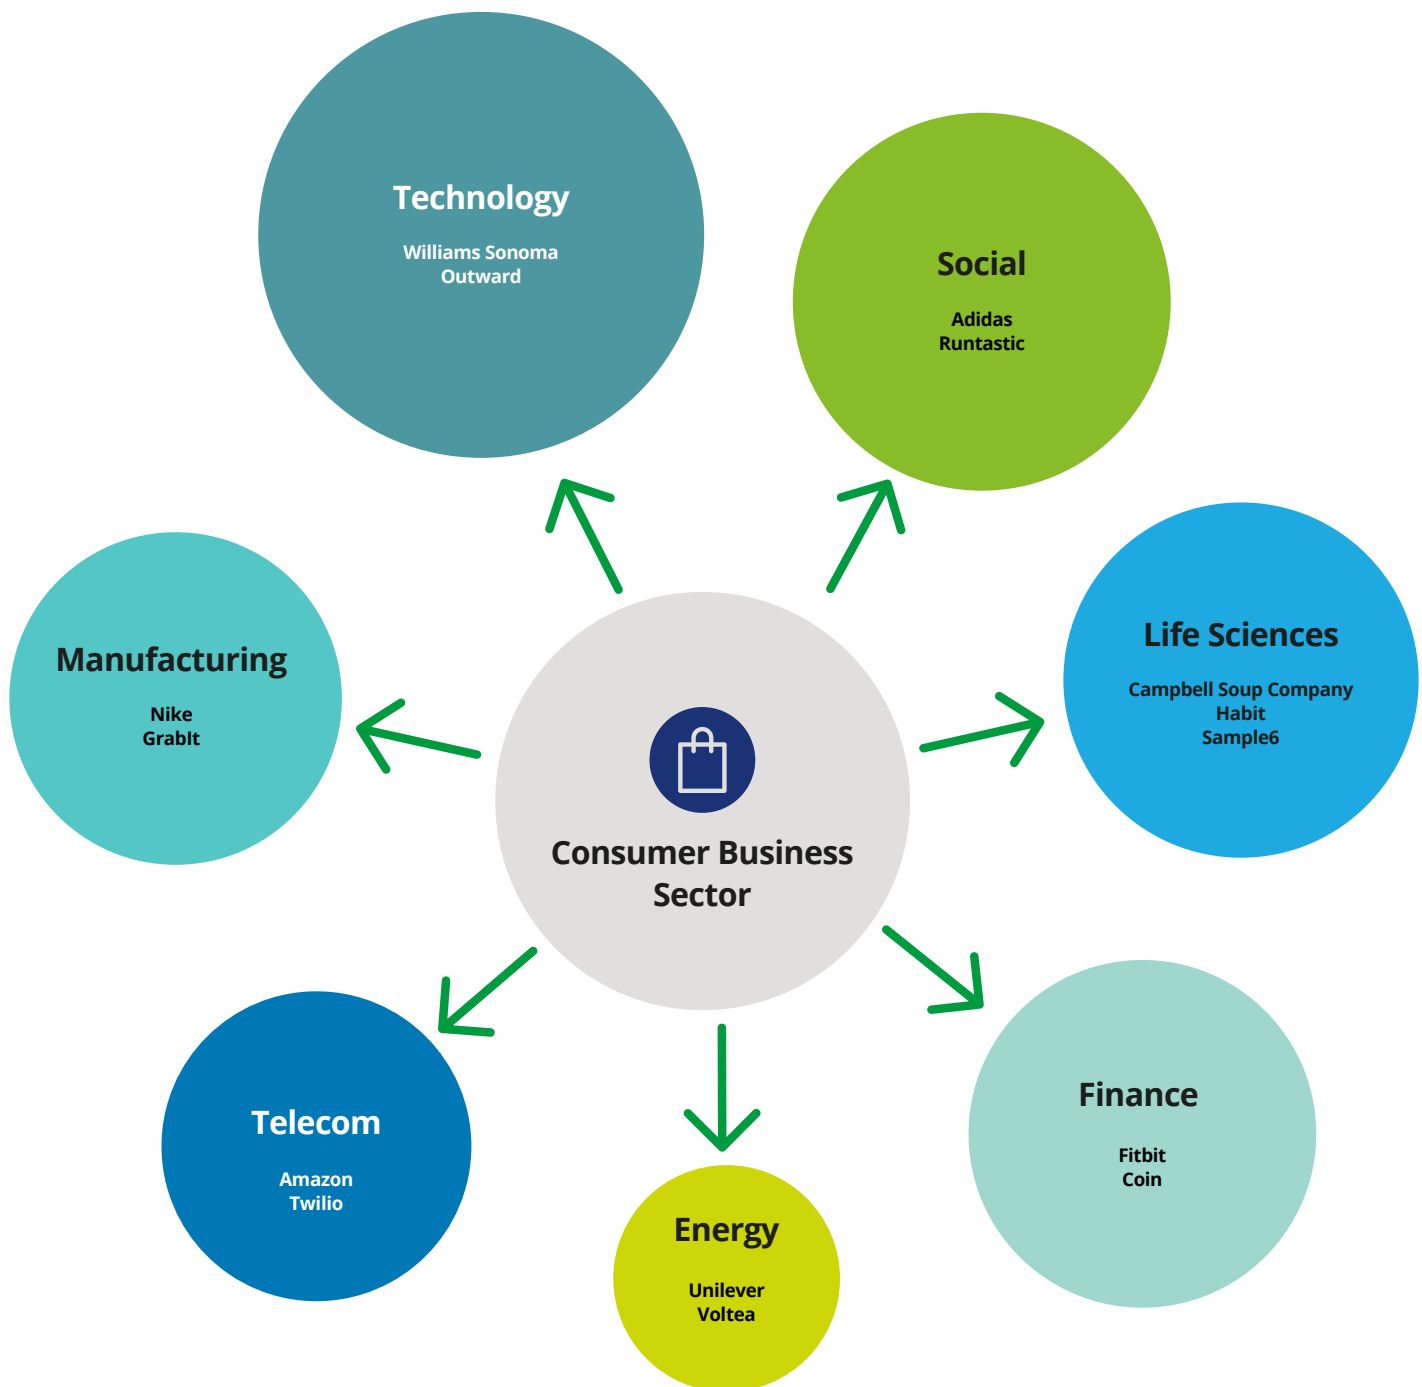 Technology
Williams Sonoma
Outward
Social
Adidas
Runtastic
Manufacturing
Nike
GrabIt
Life Sciences
Campbell Soup Company
Habit
Sample6
Consumer Business
Sector
Telecom
Amazon
Twilio
Energy
Unilever
Voltea
Finance
Fitbit
Coin